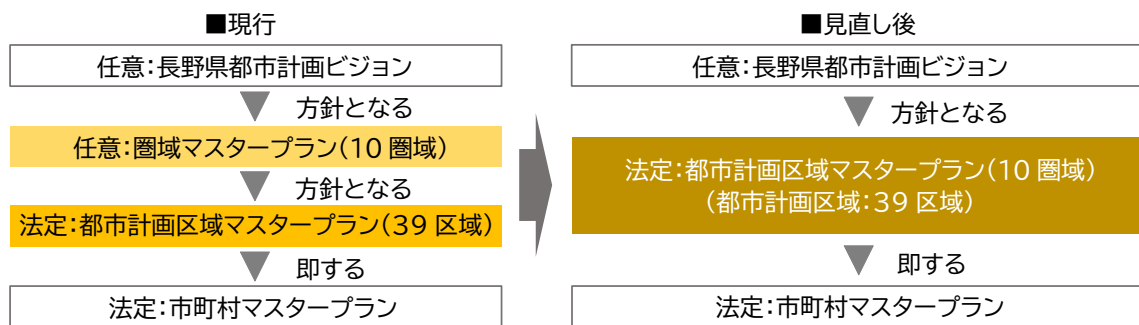 ■現行
任意：長野県都市計画ビジョン
方針となる
任意：圏域マスタープラン（10 圏域）
方針となる
法定：都市計画区域マスタープラン（39 区域）
即する
法定：市町村マスタープラン
■見直し後
任意：長野県都市計画ビジョン
方針となる
法定：都市計画区域マスタープラン（10 圏域）
（都市計画区域：39 区域）
即する
法定：市町村マスタープラン